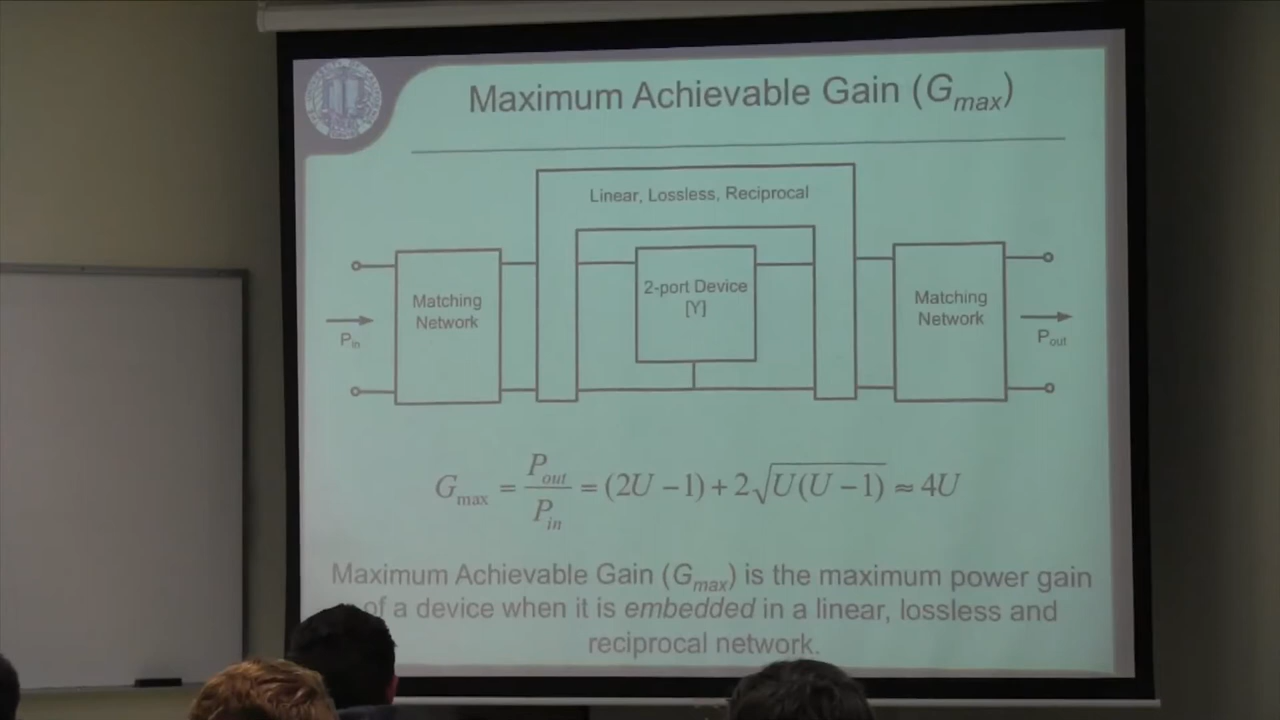 Maximum Achievable Gain (Gmax)
Linear, Lossless, Reciprocal
2-port Device
[Y]
Matching
Network
Matching
Network
Pin
Pout
Gmax = Pout / Pin = (2U − 1) + 2√U(U − 1) ≈ 4U
Maximum Achievable Gain (Gmax) is the maximum power gain
of a device when it is embedded in a linear, lossless and
reciprocal network.